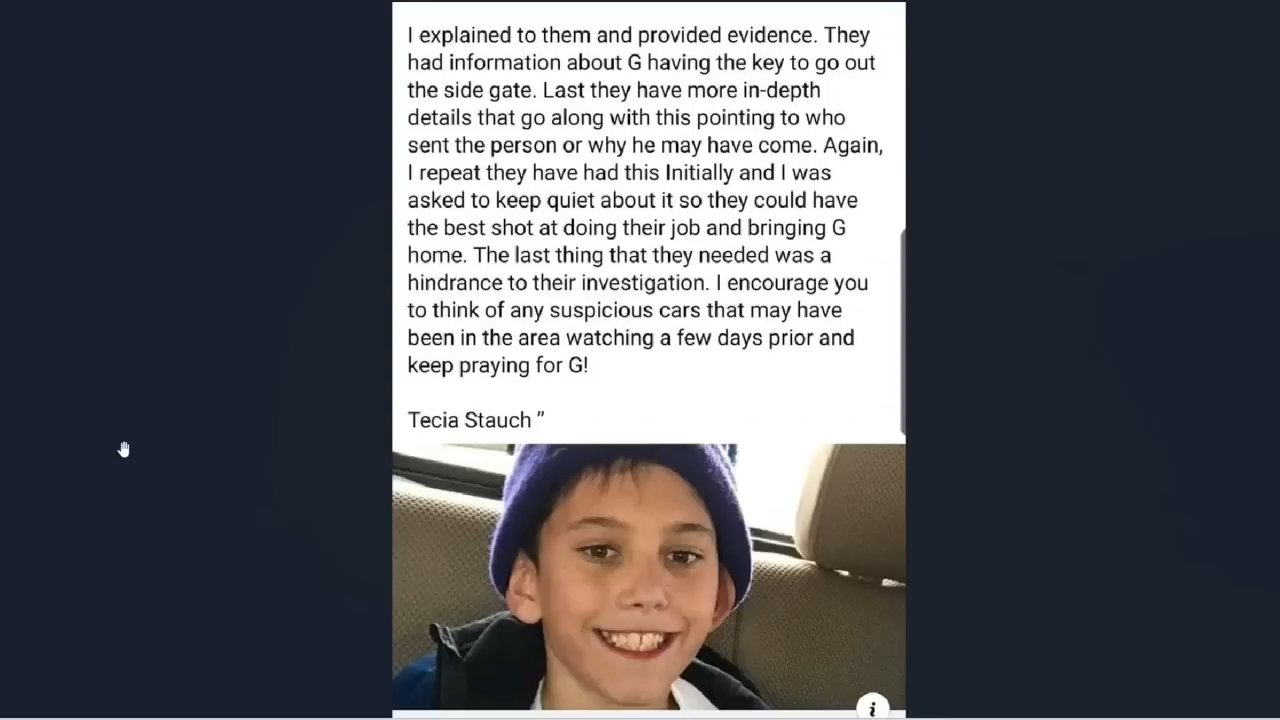 I explained to them and provided evidence. They
had information about G having the key to go out
the side gate. Last they have more in-depth
details that go along with this pointing to who
sent the person or why he may have come. Again,
I repeat they have had this Initially and I was
asked to keep quiet about it so they could have
the best shot at doing their job and bringing G
home. The last thing that they needed was a
hindrance to their investigation. I encourage you
to think of any suspicious cars that may have
been in the area watching a few days prior and
keep praying for G!
Tecia Stauch ”
i